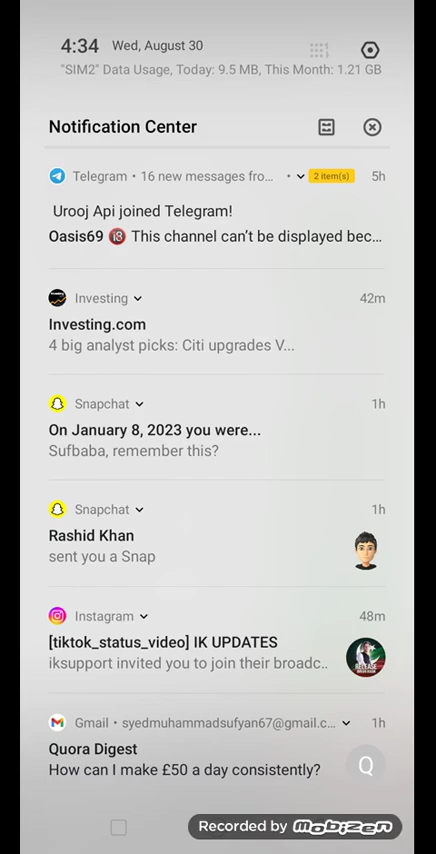 4:34 Wed, August 30
"SIM2" Data Usage, Today: 9.5 MB, This Month: 1.21 GB
Notification Center
Telegram • 16 new messages fro... • 2 item(s) 5h
Urooj Api joined Telegram!
Oasis69 🔞 This channel can't be displayed bec...
Investing 42m
Investing.com
4 big analyst picks: Citi upgrades V...
Snapchat 1h
On January 8, 2023 you were...
Sufbaba, remember this?
Snapchat 1h
Rashid Khan
sent you a Snap
Instagram 48m
[tiktok_status_video] IK UPDATES
iksupport invited you to join their broadc..
RELEASE
Gmail • syedmuhammadsufyan67@gmail.c... 1h
Quora Digest
How can I make £50 a day consistently?
Q
Recorded by Mobizen